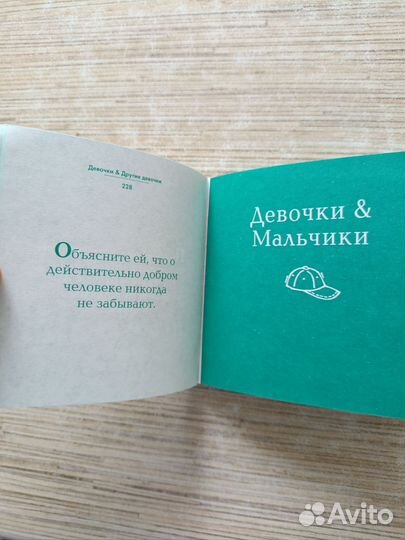 Девочки & Другие девочки
228
Объясните ей, что о
действительно добром
человеке никогда
не забывают.
Девочки &
Мальчики
Avito